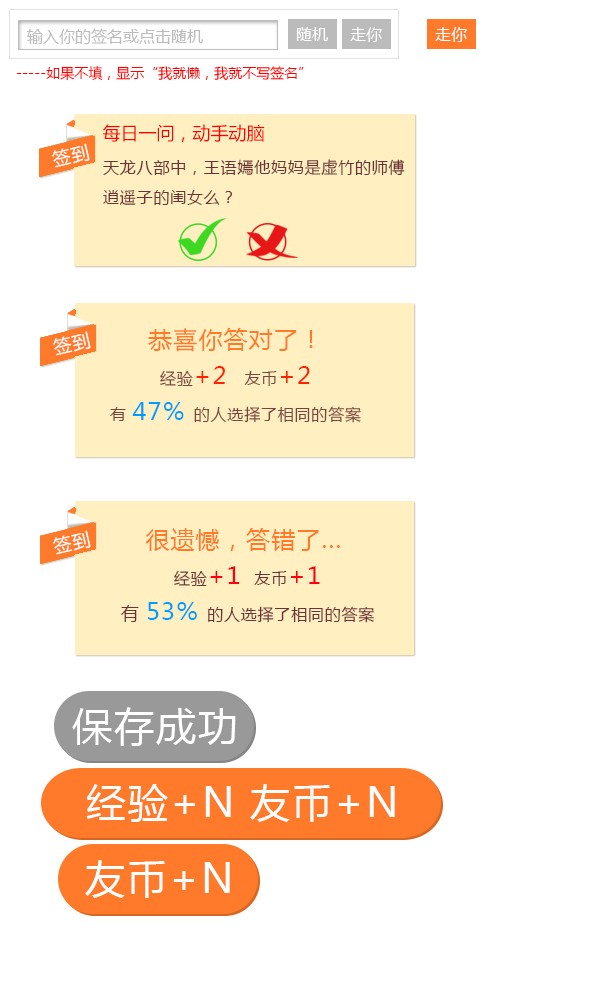 输入你的签名或点击随机 随机 走你 走你
-----如果不填，显示“我就懒，我就不写签名”
签到
每日一问，动手动脑
天龙八部中，王语嫣他妈妈是虚竹的师傅
逍遥子的闺女么？
签到
恭喜你答对了！
经验+2 友币+2
有 47% 的人选择了相同的答案
签到
很遗憾，答错了...
经验+1 友币+1
有 53% 的人选择了相同的答案
保存成功
经验+N 友币+N
友币+N